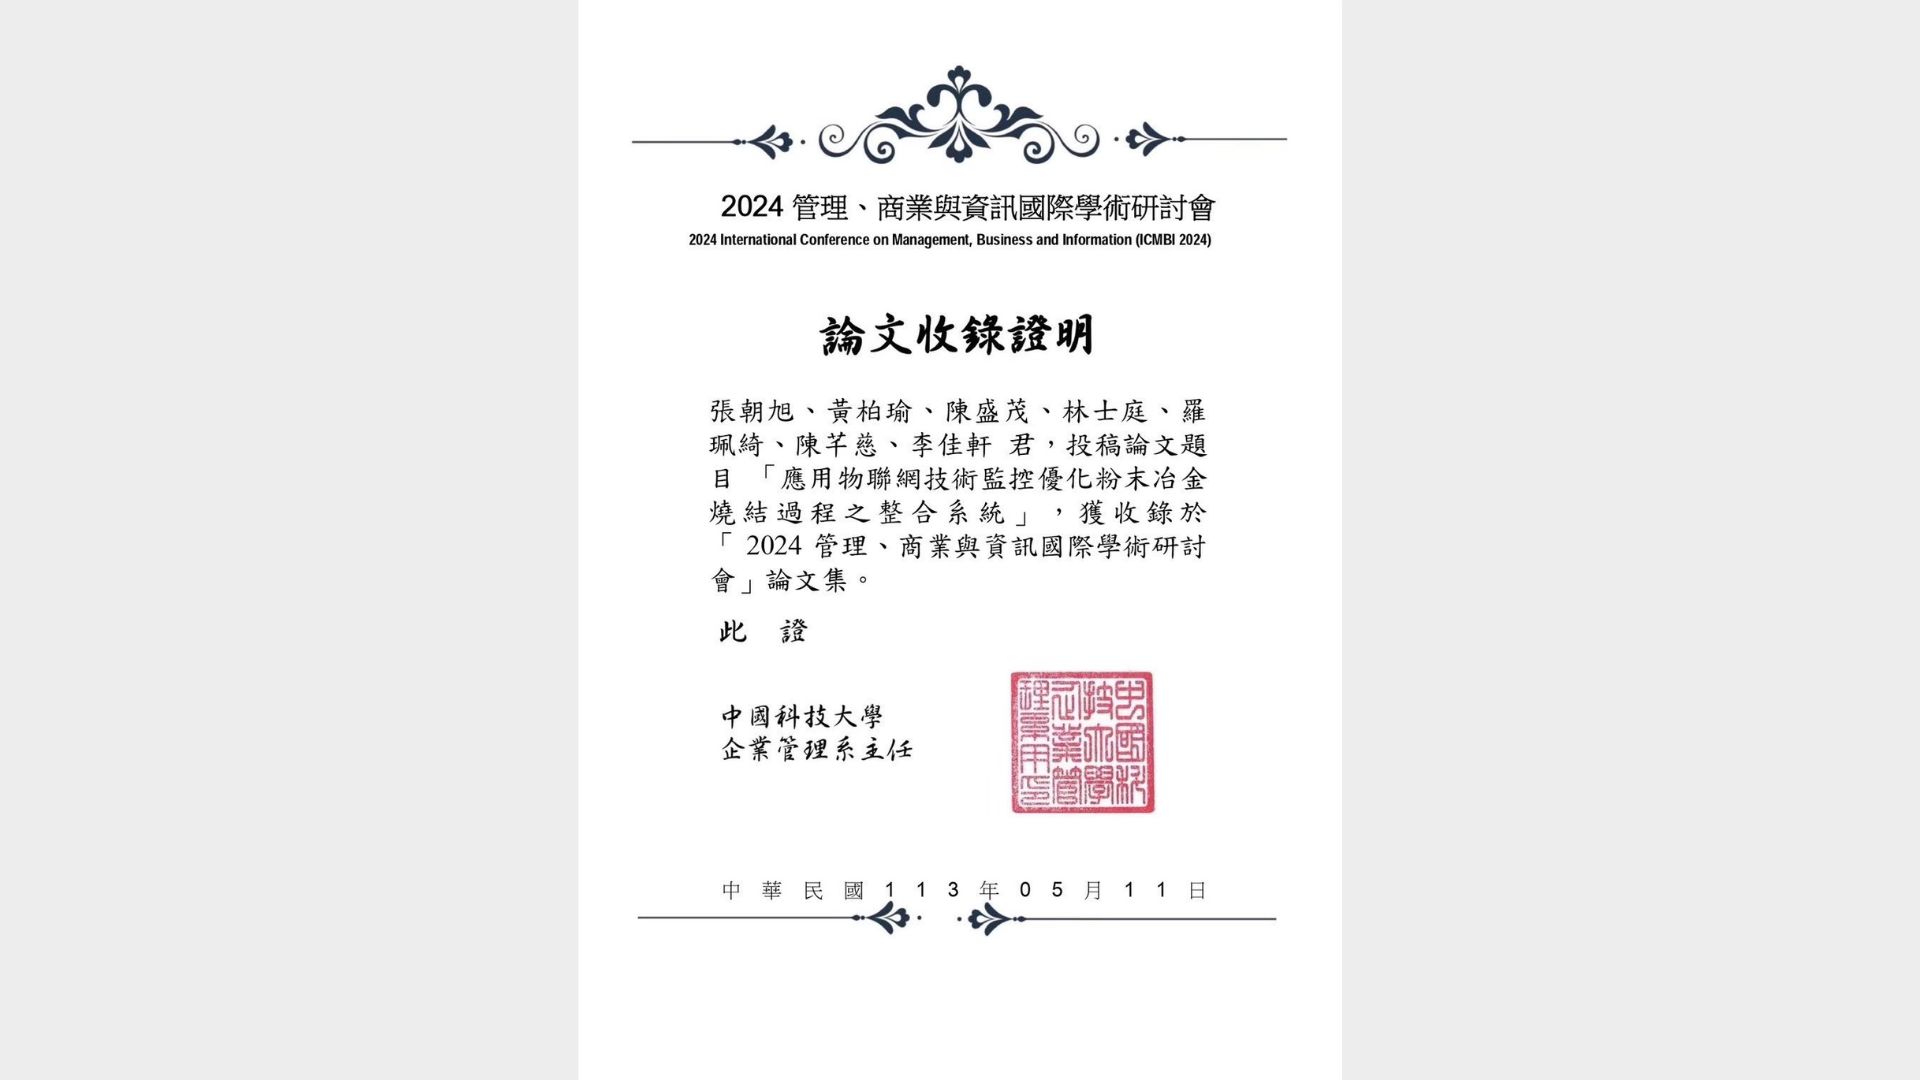 2024 管理、商業與資訊國際學術研討會
2024 International Conference on Management, Business and Information (ICMBI 2024)
論文收錄證明
張朝旭、黃柏瑜、陳盛茂、林士庭、羅
珮綺、陳芊慈、李佳軒 君，投稿論文題
目 「應用物聯網技術監控優化粉末冶金
燒結過程之整合系統」，獲收錄於
「 2024 管理、商業與資訊國際學術研討
會」論文集。
此 證
中國科技大學
企業管理系主任
中國科
技大學
企業管
理系用印
中 華 民 國 1 1 3 年 0 5 月 1 1 日